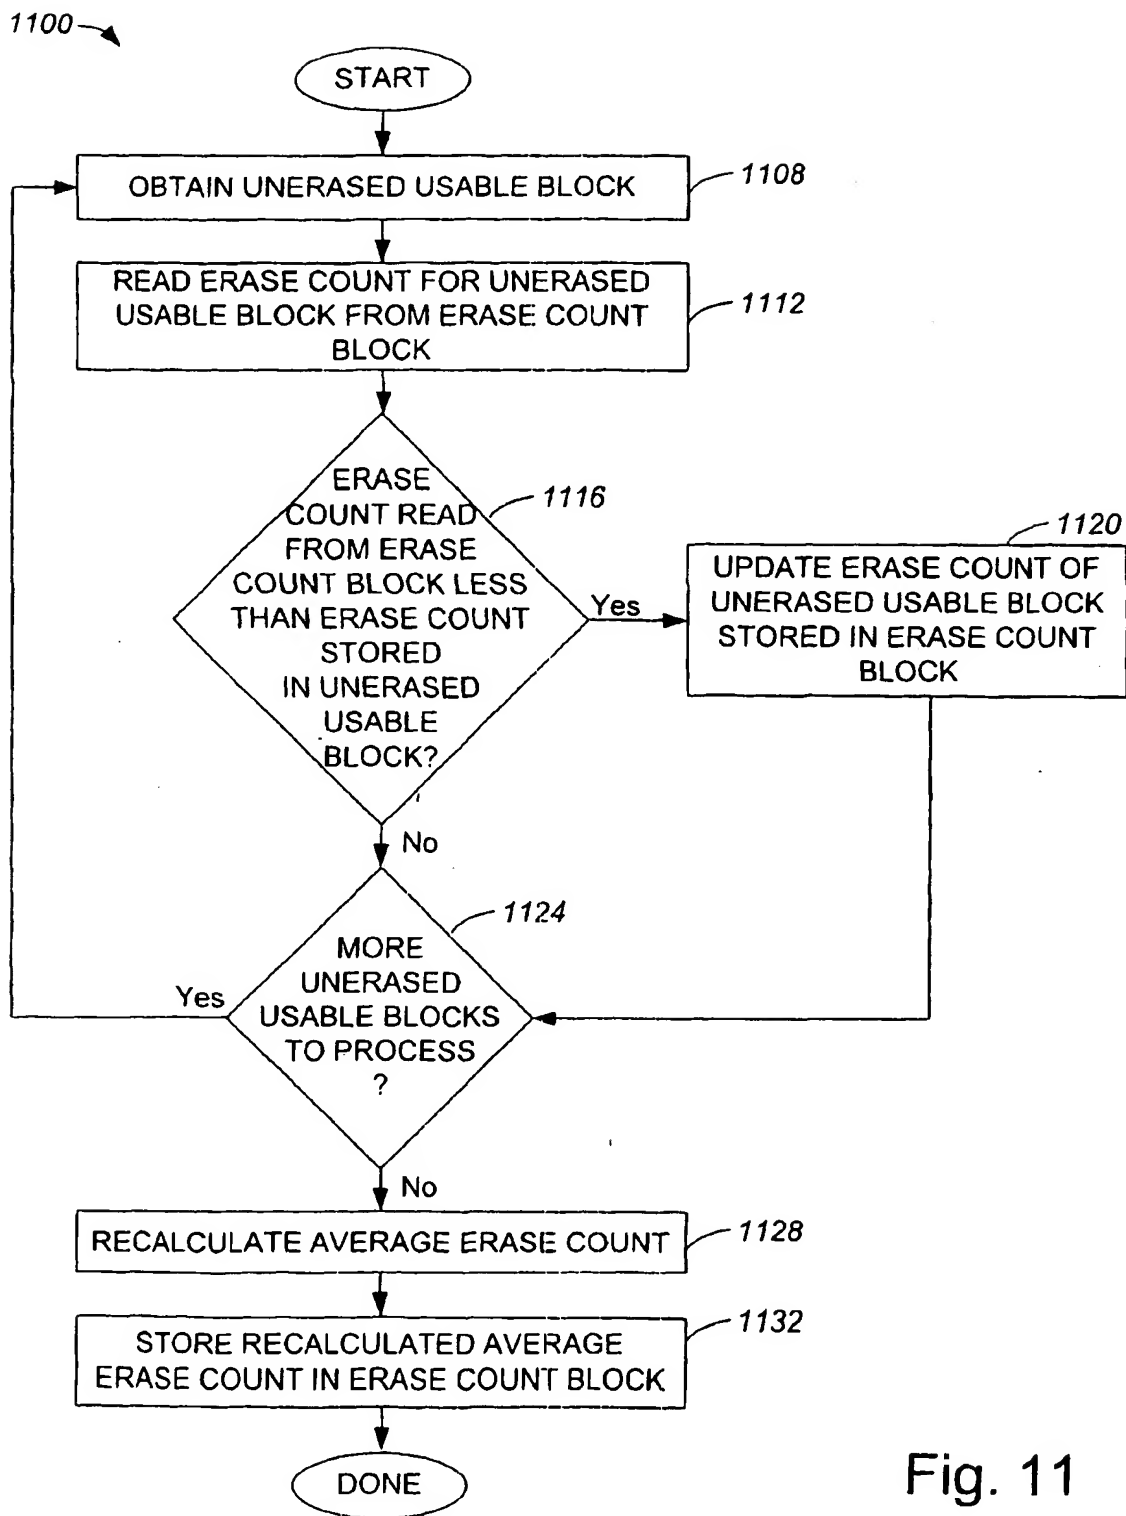 1100
START
OBTAIN UNERASED USABLE BLOCK
1108
READ ERASE COUNT FOR UNERASED
USABLE BLOCK FROM ERASE COUNT
BLOCK
1112
ERASE
COUNT READ
FROM ERASE
COUNT BLOCK LESS
THAN ERASE COUNT
STORED
IN UNERASED
USABLE
BLOCK?
1116
Yes
1120
UPDATE ERASE COUNT OF
UNERASED USABLE BLOCK
STORED IN ERASE COUNT
BLOCK
No
1124
MORE
UNERASED
USABLE BLOCKS
TO PROCESS
?
Yes
No
RECALCULATE AVERAGE ERASE COUNT
1128
STORE RECALCULATED AVERAGE
ERASE COUNT IN ERASE COUNT BLOCK
1132
DONE
Fig. 11